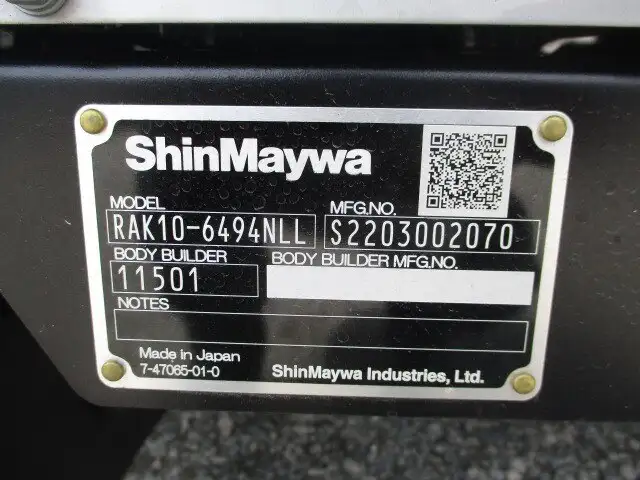 ShinMaywa
MODEL MFG.NO.
RAK10-6494NLL S2203002070
BODY BUILDER BODY BUILDER MFG.NO.
11501
NOTES
Made in Japan
7-47065-01-0 ShinMaywa Industries, Ltd.